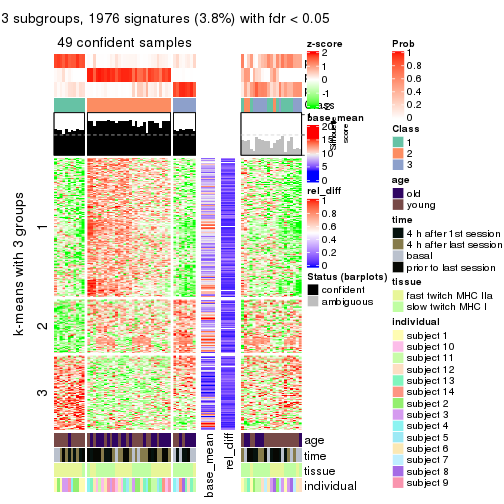 3 subgroups, 1976 signatures (3.8%) with fdr < 0.05
49 confident samples
k-means with 3 groups
1
2
3
p
p
p
Class
Silhouette
score
base_mean
rel_diff
age
time
tissue
individual
z-score
2
1
0
-1
-2
base_mean
20
15
10
5
0
rel_diff
1
0.8
0.6
0.4
0.2
0
Status (barplots)
confident
ambiguous
Prob
1
0.8
0.6
0.4
0.2
0
Class
1
2
3
age
old
young
time
4 h after 1st session
4 h after last session
basal
prior to last session
tissue
fast twitch MHC IIa
slow twitch MHC I
individual
subject 1
subject 10
subject 11
subject 12
subject 13
subject 14
subject 2
subject 3
subject 4
subject 5
subject 6
subject 7
subject 8
subject 9